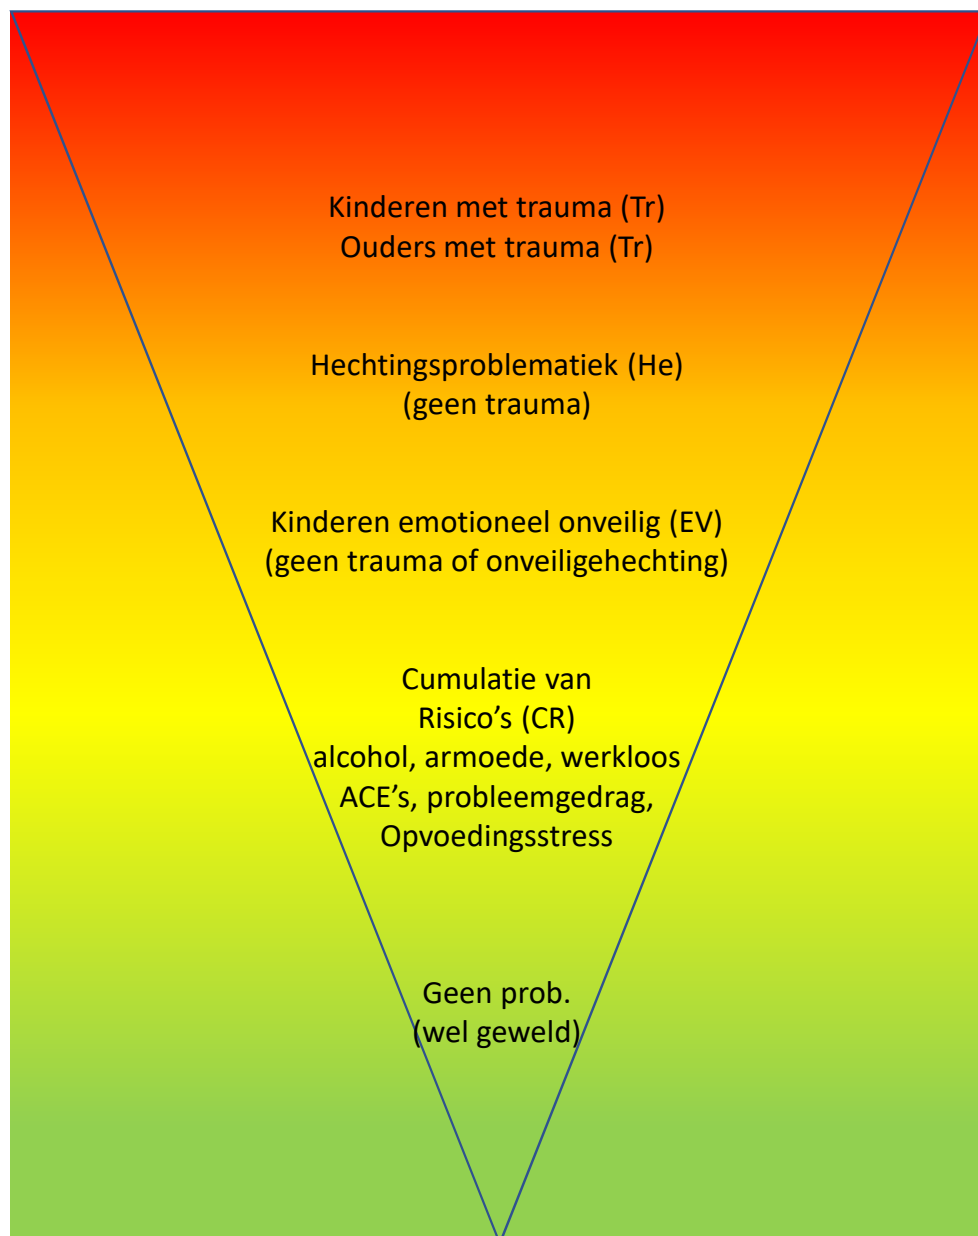 Kinderen met trauma (Tr)
Ouders met trauma (Tr)
Hechtingsproblematiek (He)
(geen trauma)
Kinderen emotioneel onveilig (EV)
(geen trauma of onveiligehechting)
Cumulatie van
Risico’s (CR)
alcohol, armoede, werkloos
ACE’s, probleemgedrag,
Opvoedingsstress
Geen prob.
(wel geweld)